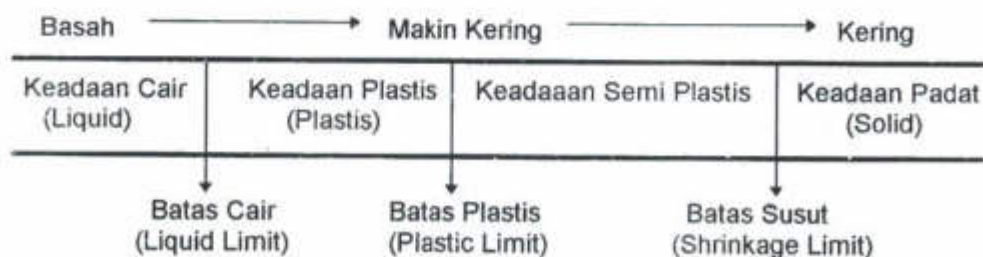 Basah Makin Kering Kering
Keadaan Cair Keadaan Plastis Keadaaan Semi Plastis Keadaan Padat
(Liquid) (Plastis) (Solid)
Batas Cair Batas Plastis Batas Susut
(Liquid Limit) (Plastic Limit) (Shrinkage Limit)